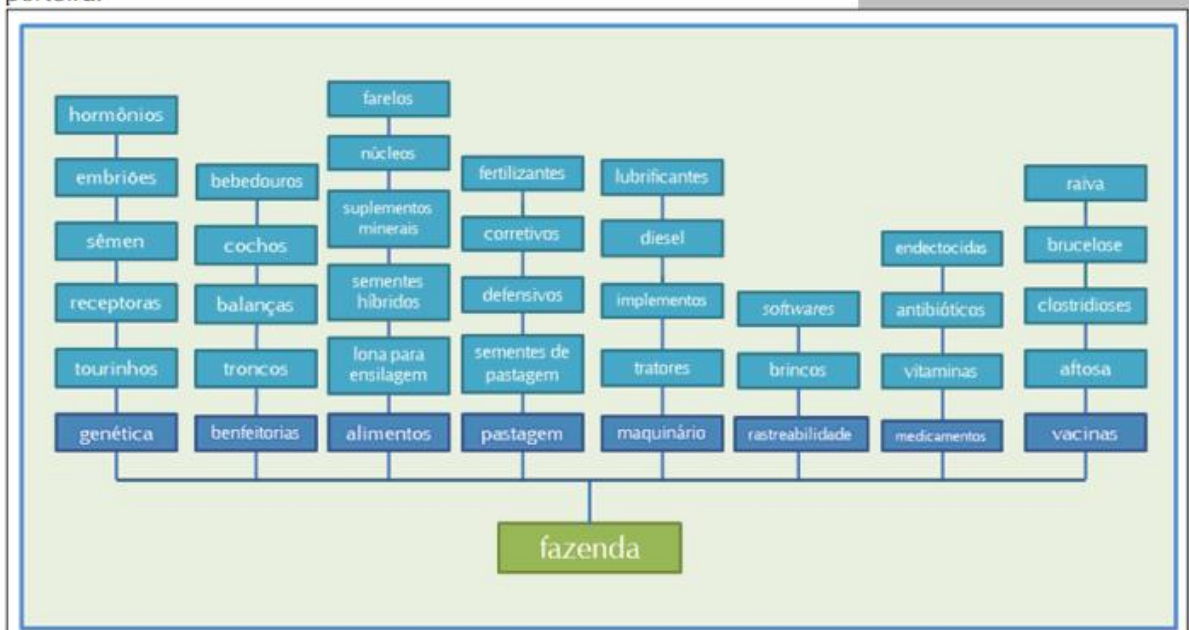 hormônios
embriões
sêmen
receptoras
tourinhos
genética
bebedouros
cochos
balanças
troncos
benfeitorias
farelos
núcleos
suplementos
minerais
sementes
híbridos
lona para
ensilagem
alimentos
fertilizantes
corretivos
defensivos
sementes de
pastagem
pastagem
lubrificantes
diesel
implementos
tratores
maquinário
softwares
brincos
rastreabilidade
endectocidas
antibióticos
vitaminas
medicamentos
raiva
brucelose
clostridioses
aftosa
vacinas
fazenda